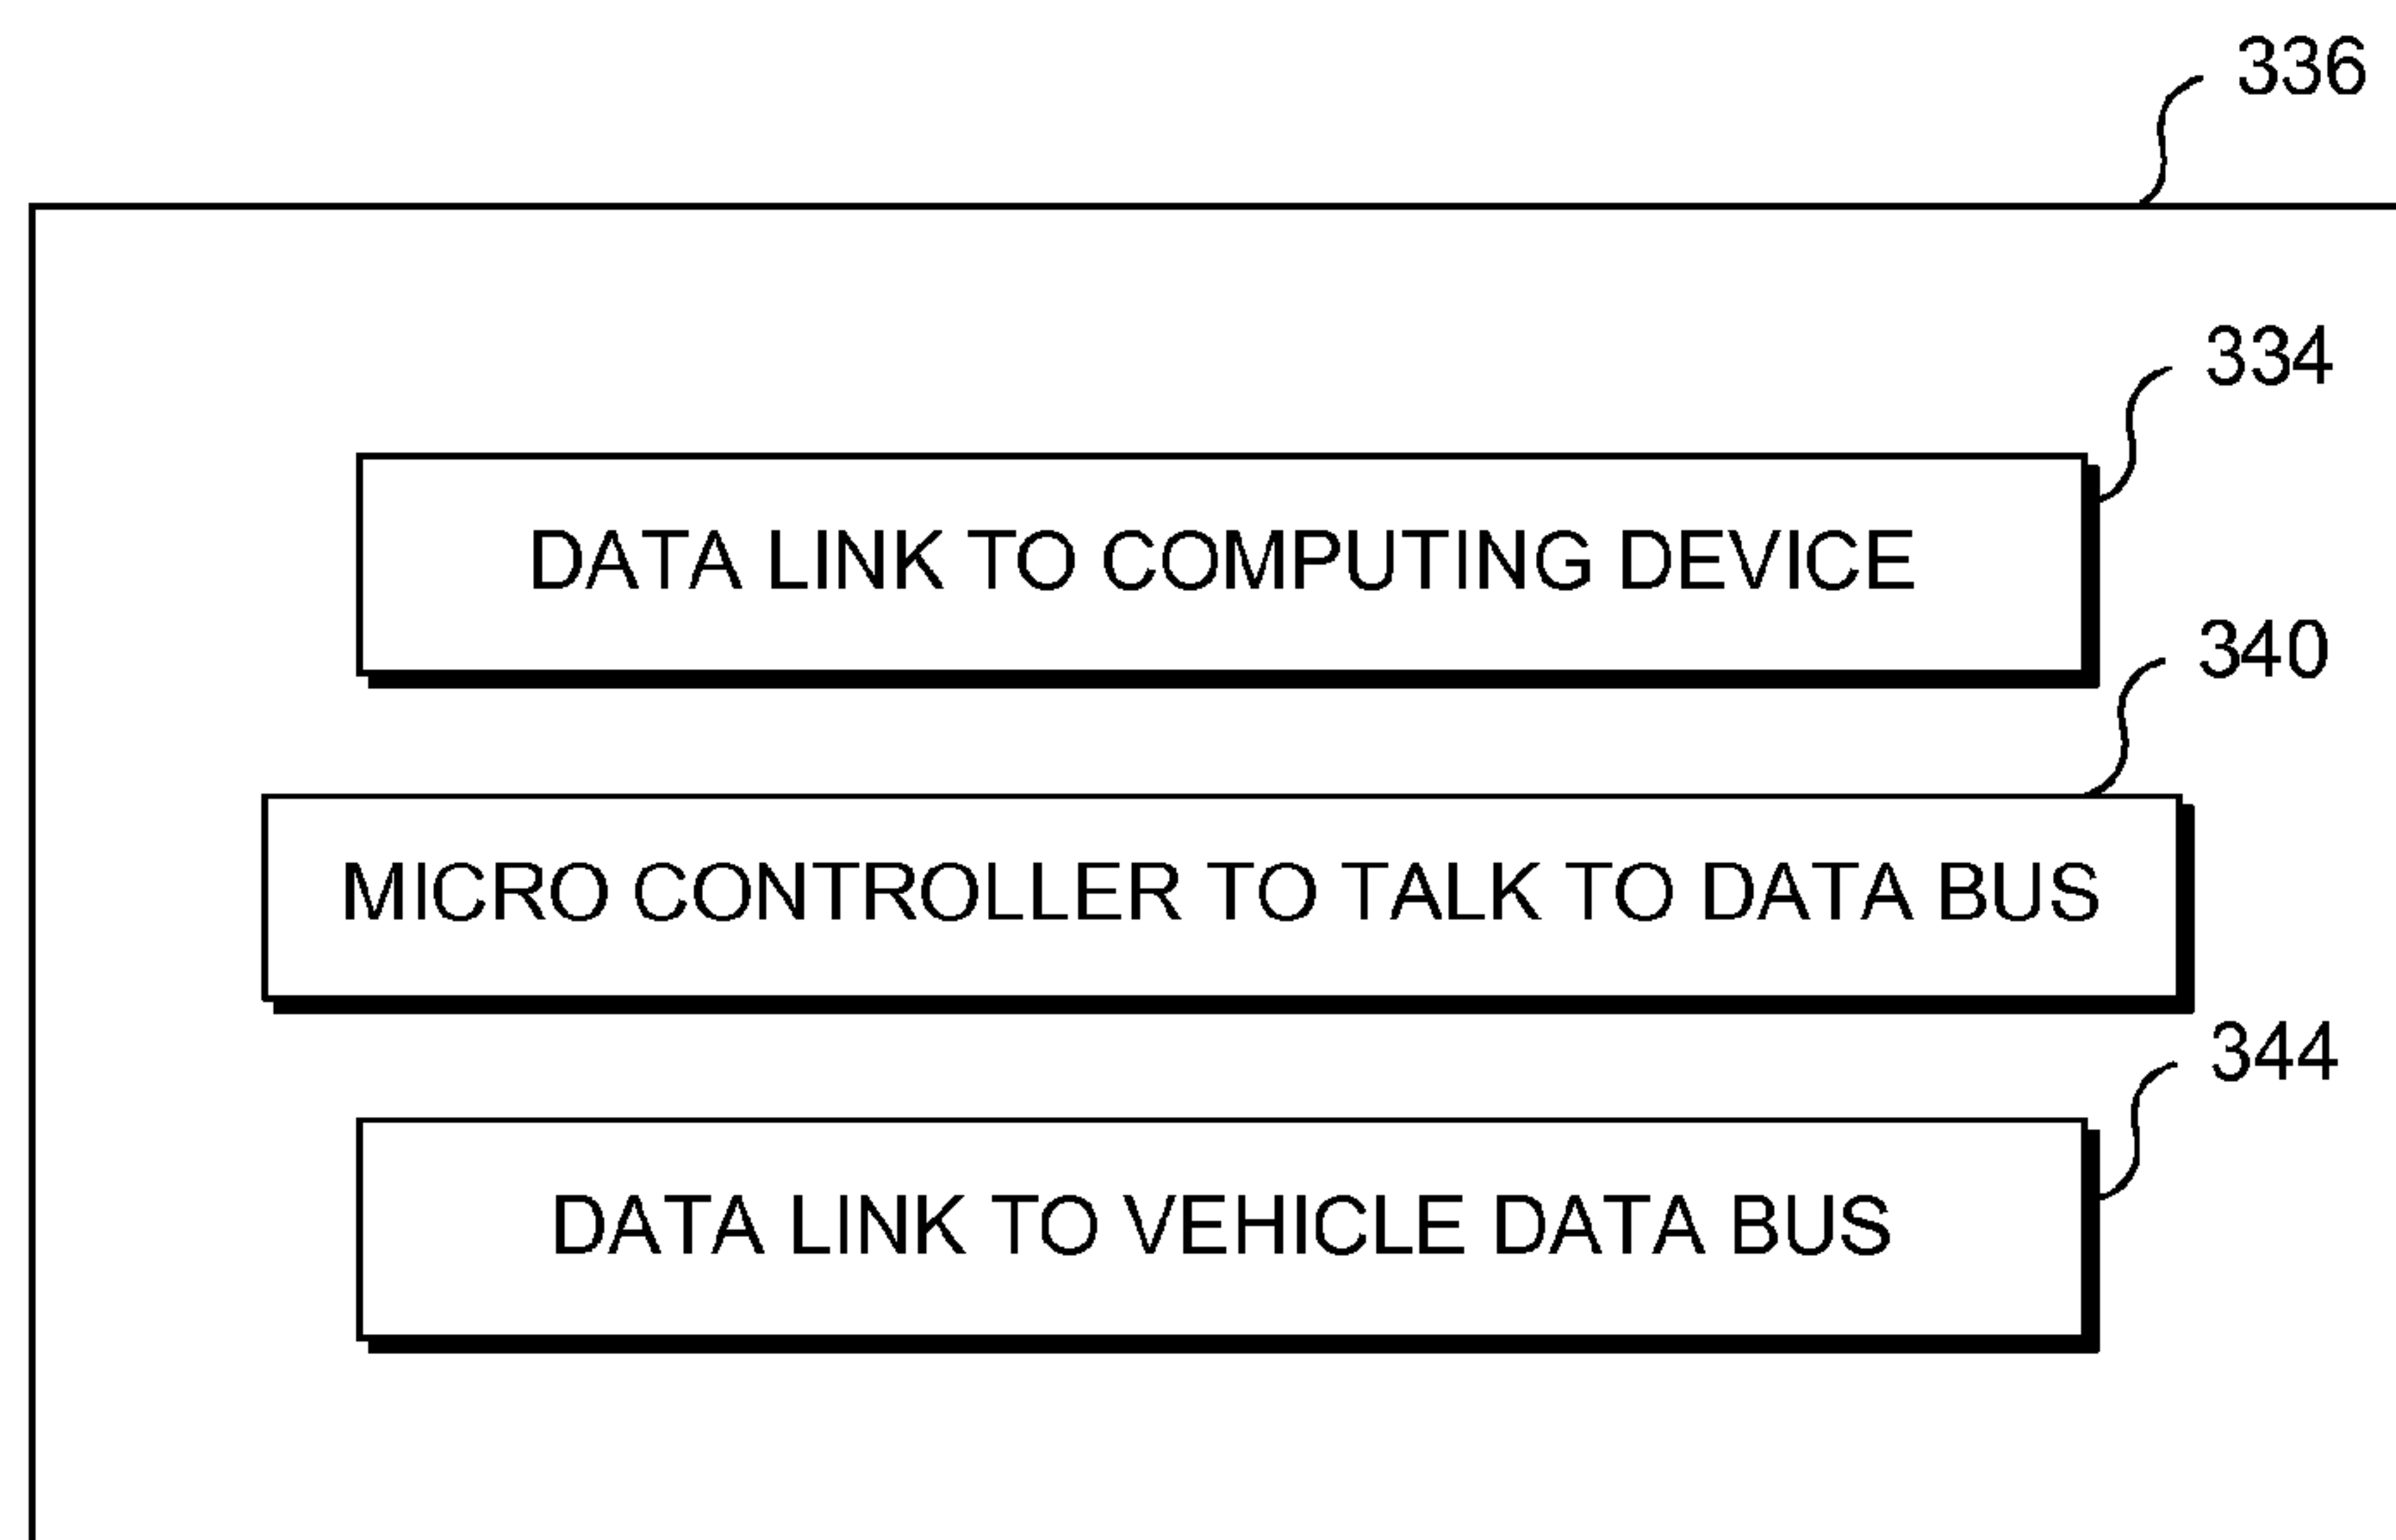 336
334
DATA LINK TO COMPUTING DEVICE
340
MICRO CONTROLLER TO TALK TO DATA BUS
344
DATA LINK TO VEHICLE DATA BUS